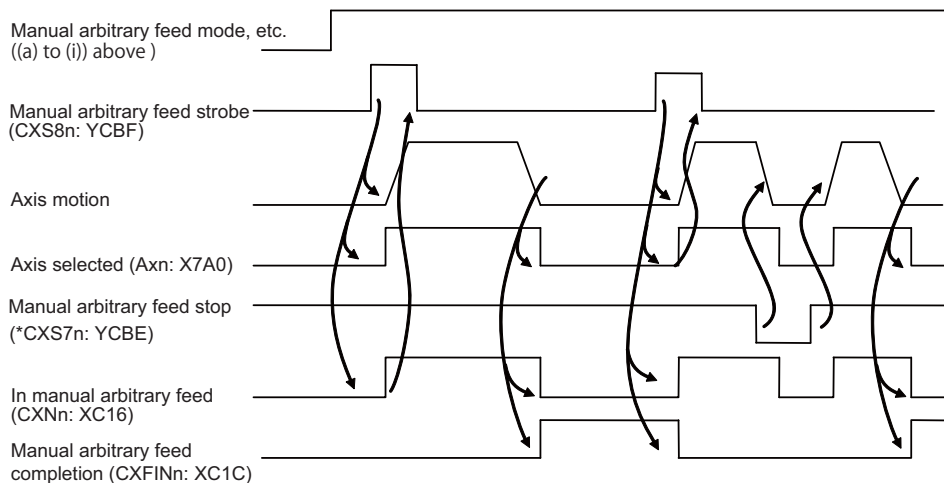 Manual arbitrary feed mode, etc.
((a) to (i)) above )
Manual arbitrary feed strobe
(CXS8n: YCBF)
Axis motion
Axis selected (Axn: X7A0)
Manual arbitrary feed stop
(*CXS7n: YCBE)
In manual arbitrary feed
(CXNn: XC16)
Manual arbitrary feed
completion (CXFINn: XC1C)